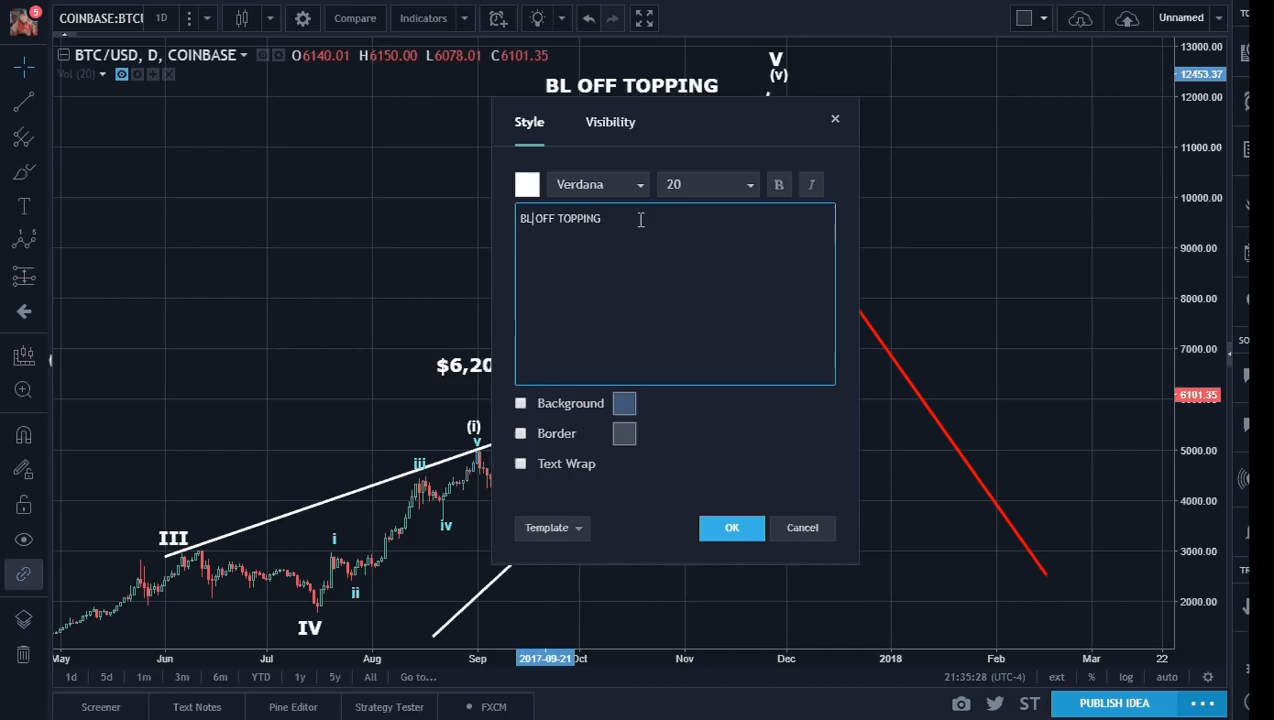 5
COINBASE:BTCU
1D
Compare
Indicators
Unnamed
BTC/USD, D, COINBASE
O6140.01 H6150.00 L6078.01 C6101.35
Vol (20)
BL OFF TOPPING
V
(v)
Style
Visibility
Verdana
20
B
I
BL OFF TOPPING
Background
Border
Text Wrap
Template
OK
Cancel
$6,20
(i)
v
iii
iv
i
ii
III
IV
13000.00
12453.37
12000.00
11000.00
10000.00
9000.00
8000.00
7000.00
6101.35
5000.00
4000.00
3000.00
2000.00
May
Jun
Jul
Aug
Sep
2017-09-21
Oct
Nov
Dec
2018
Feb
Mar
22
1d
5d
1m
3m
6m
YTD
1y
5y
All
Go to...
21:35:28 (UTC-4)
ext
%
log
auto
Screener
Text Notes
Pine Editor
Strategy Tester
FXCM
ST
PUBLISH IDEA